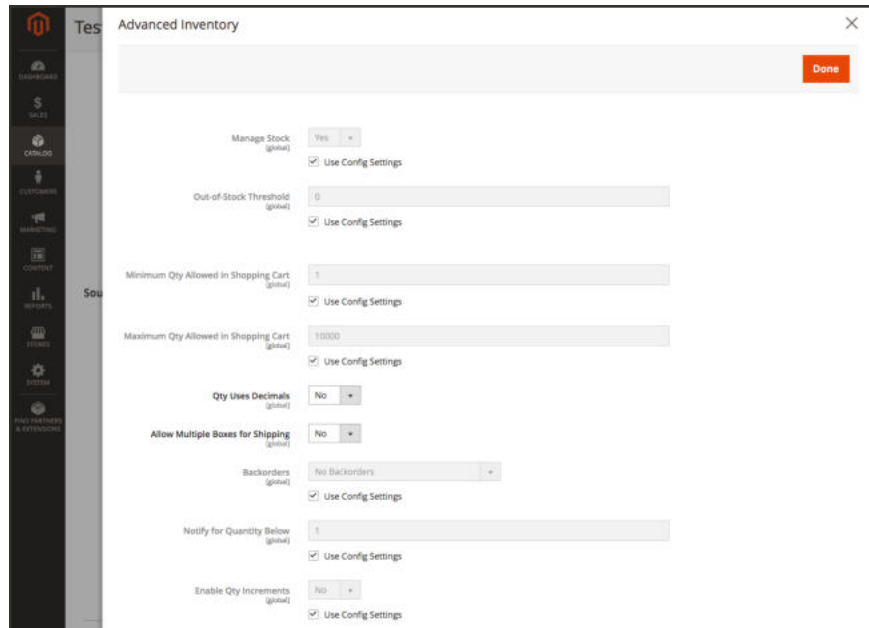 Tes
Advanced Inventory
Done
DASHBOARD
$
SALES
CATALOG
CUSTOMERS
MARKETING
CONTENT
REPORTS
STORES
SYSTEM
FIND PARTNERS
& EXTENSIONS
Sou
Manage Stock
[global]
Yes
Use Config Settings
Out-of-Stock Threshold
[global]
0
Use Config Settings
Minimum Qty Allowed in Shopping Cart
[global]
1
Use Config Settings
Maximum Qty Allowed in Shopping Cart
[global]
10000
Use Config Settings
Qty Uses Decimals
[global]
No
Allow Multiple Boxes for Shipping
[global]
No
Backorders
[global]
No Backorders
Use Config Settings
Notify for Quantity Below
[global]
1
Use Config Settings
Enable Qty Increments
[global]
No
Use Config Settings